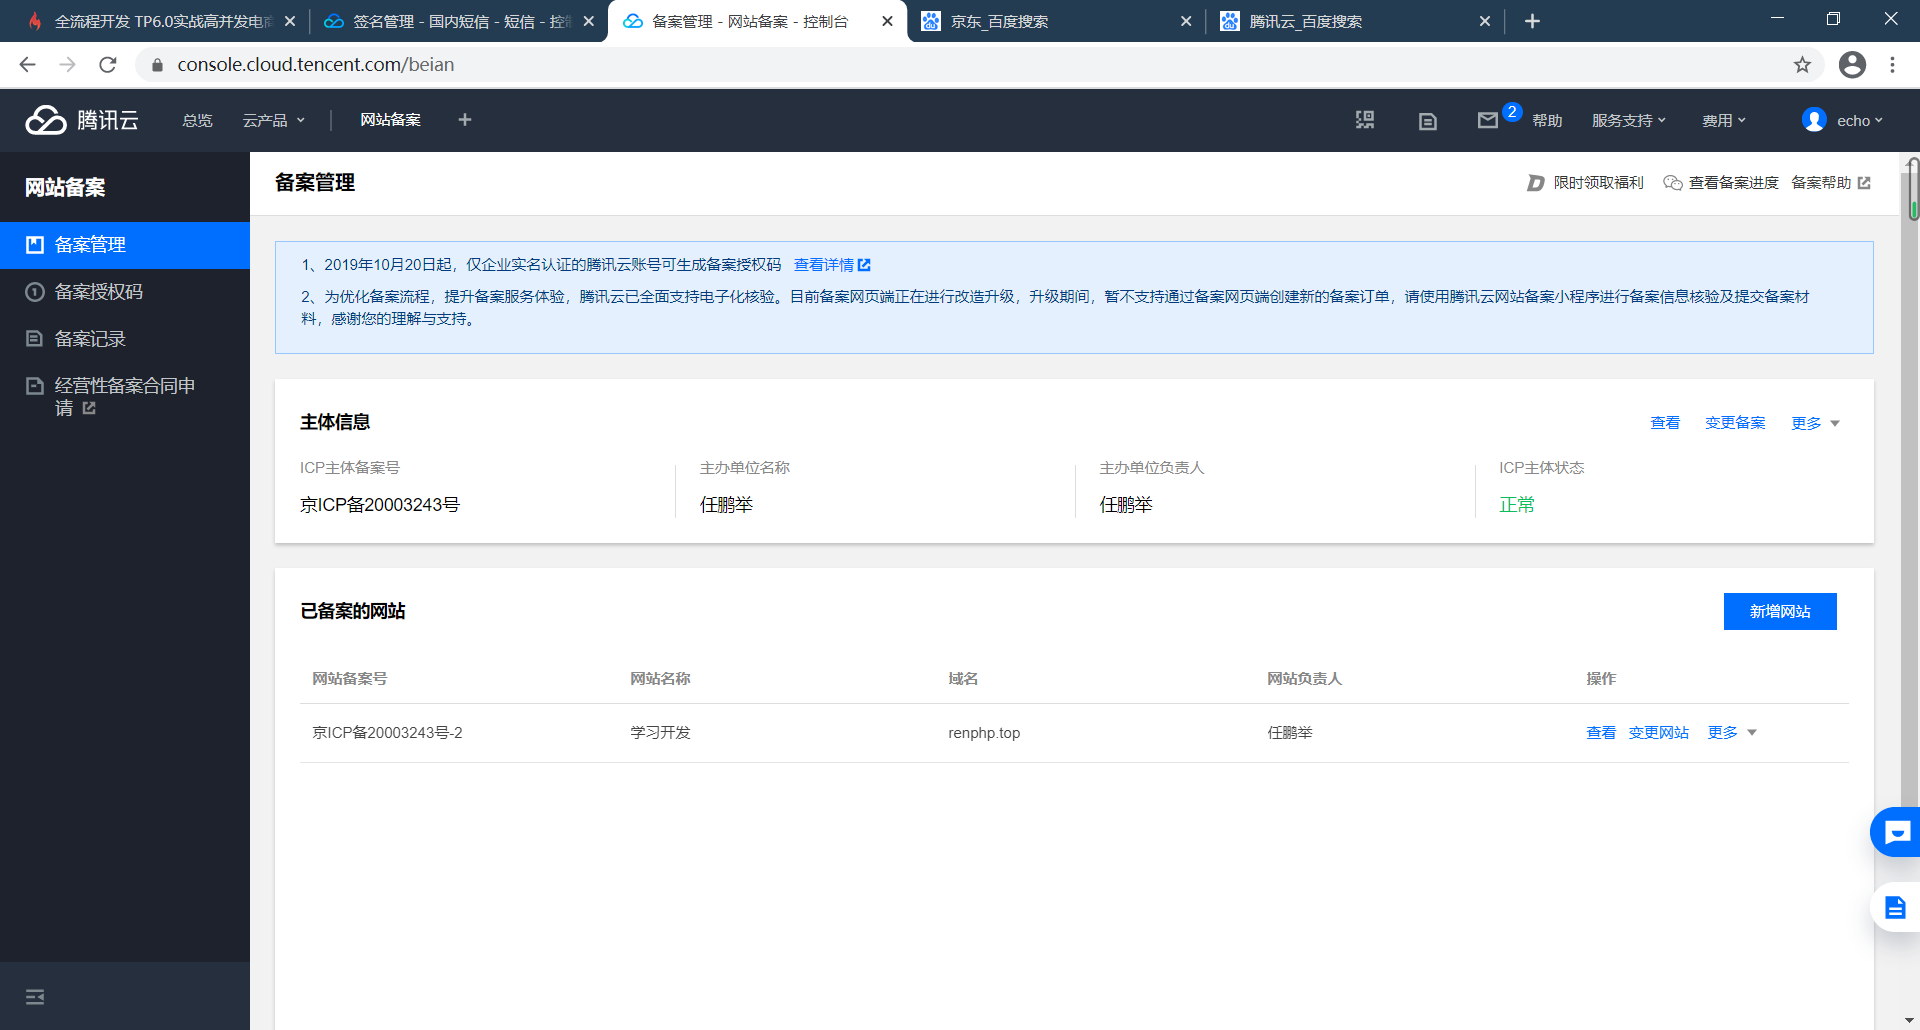 全流程开发 TP6.0实战高并发电商
签名管理 - 国内短信 - 短信 - 控制
备案管理 - 网站备案 - 控制台
京东_百度搜索
腾讯云_百度搜索
console.cloud.tencent.com/beian
腾讯云
总览
云产品
网站备案
2
帮助
服务支持
费用
echo
网站备案
备案管理
备案授权码
备案记录
经营性备案合同申
请
备案管理
限时领取福利
查看备案进度
备案帮助
1、2019年10月20日起，仅企业实名认证的腾讯云账号可生成备案授权码 查看详情
2、为优化备案流程，提升备案服务体验，腾讯云已全面支持电子化核验。目前备案网页端正在进行改造升级，升级期间，暂不支持通过备案网页端创建新的备案订单，请使用腾讯云网站备案小程序进行备案信息核验及提交备案材
料，感谢您的理解与支持。
主体信息
查看 变更备案 更多
ICP主体备案号 主办单位名称 主办单位负责人 ICP主体状态
京ICP备20003243号 任鹏举 任鹏举 正常
已备案的网站
新增网站
网站备案号 网站名称 域名 网站负责人 操作
京ICP备20003243号-2 学习开发 renphp.top 任鹏举 查看 变更网站 更多